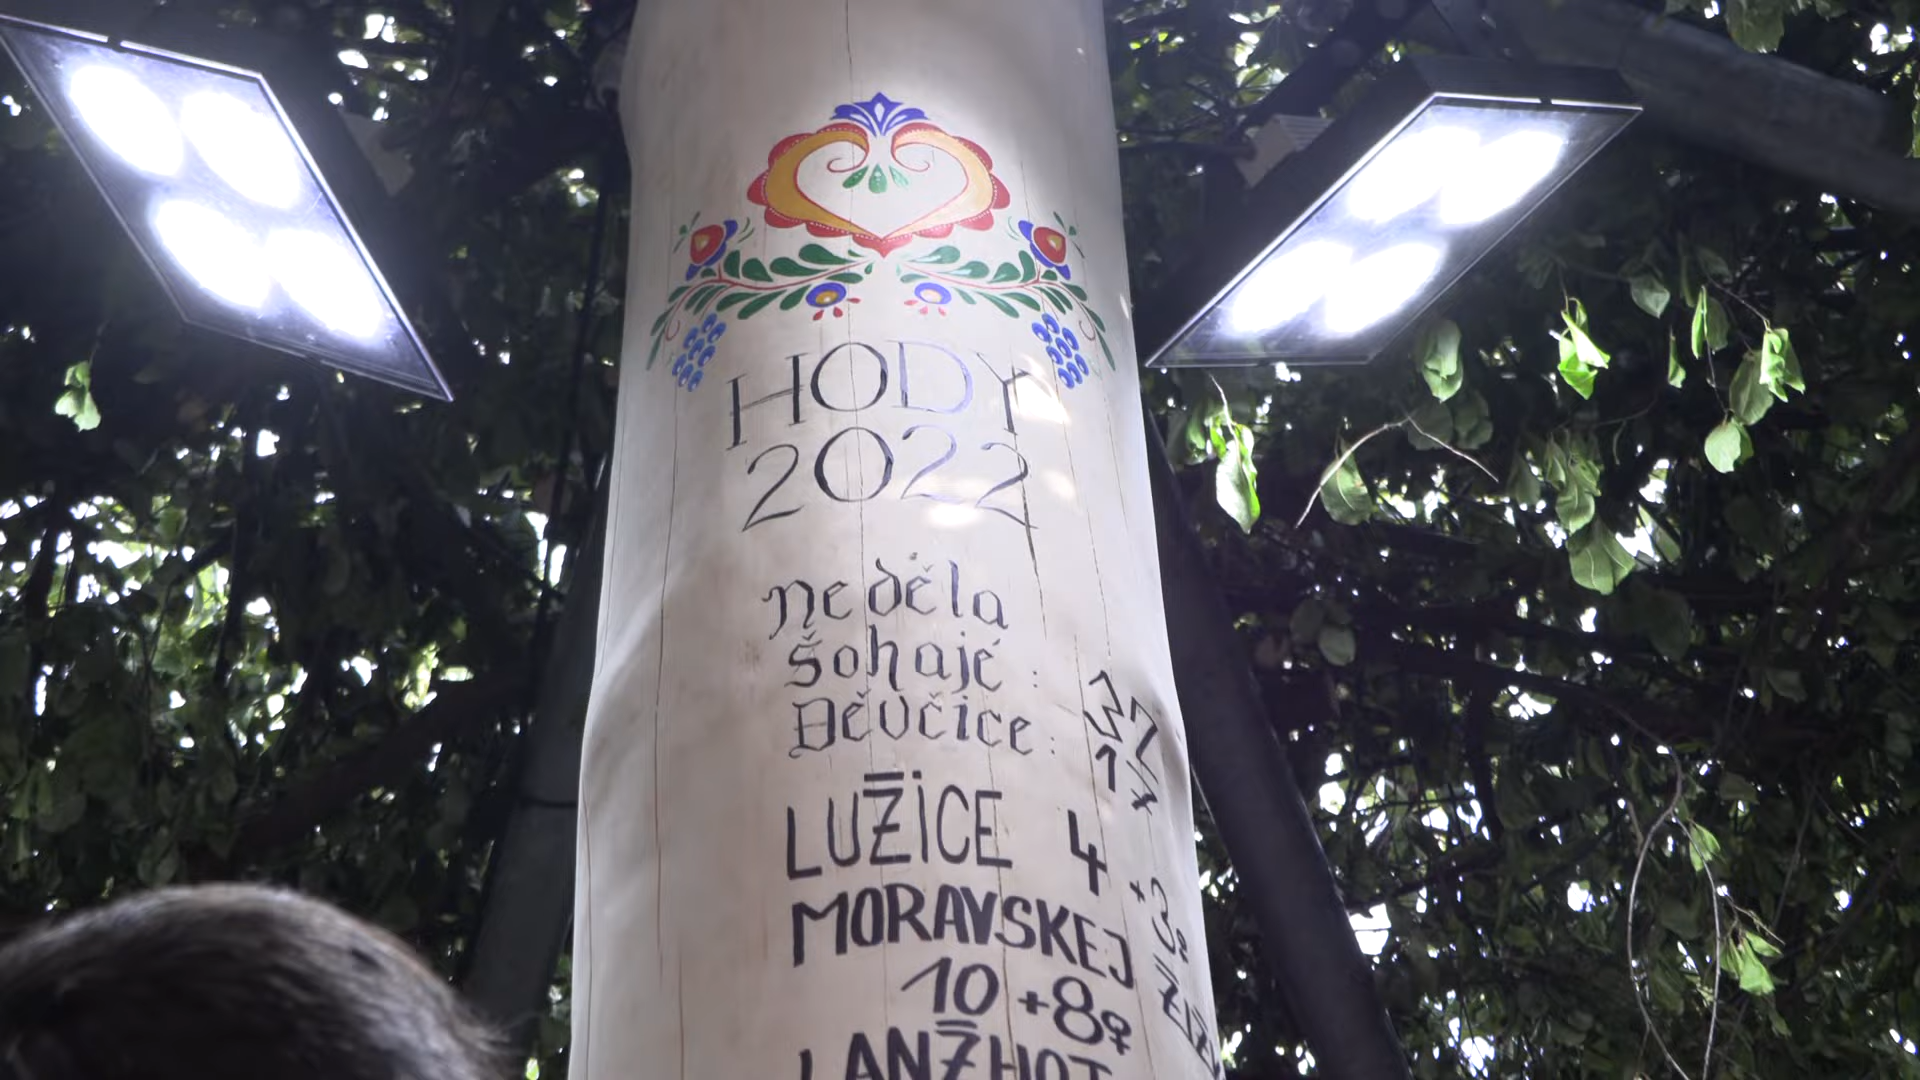 HODY
2022
Neděla
Šohajé:
Děvčice:
LUŽICE 4
MORAVSKEJ
10 +8♀
LANŽHOT